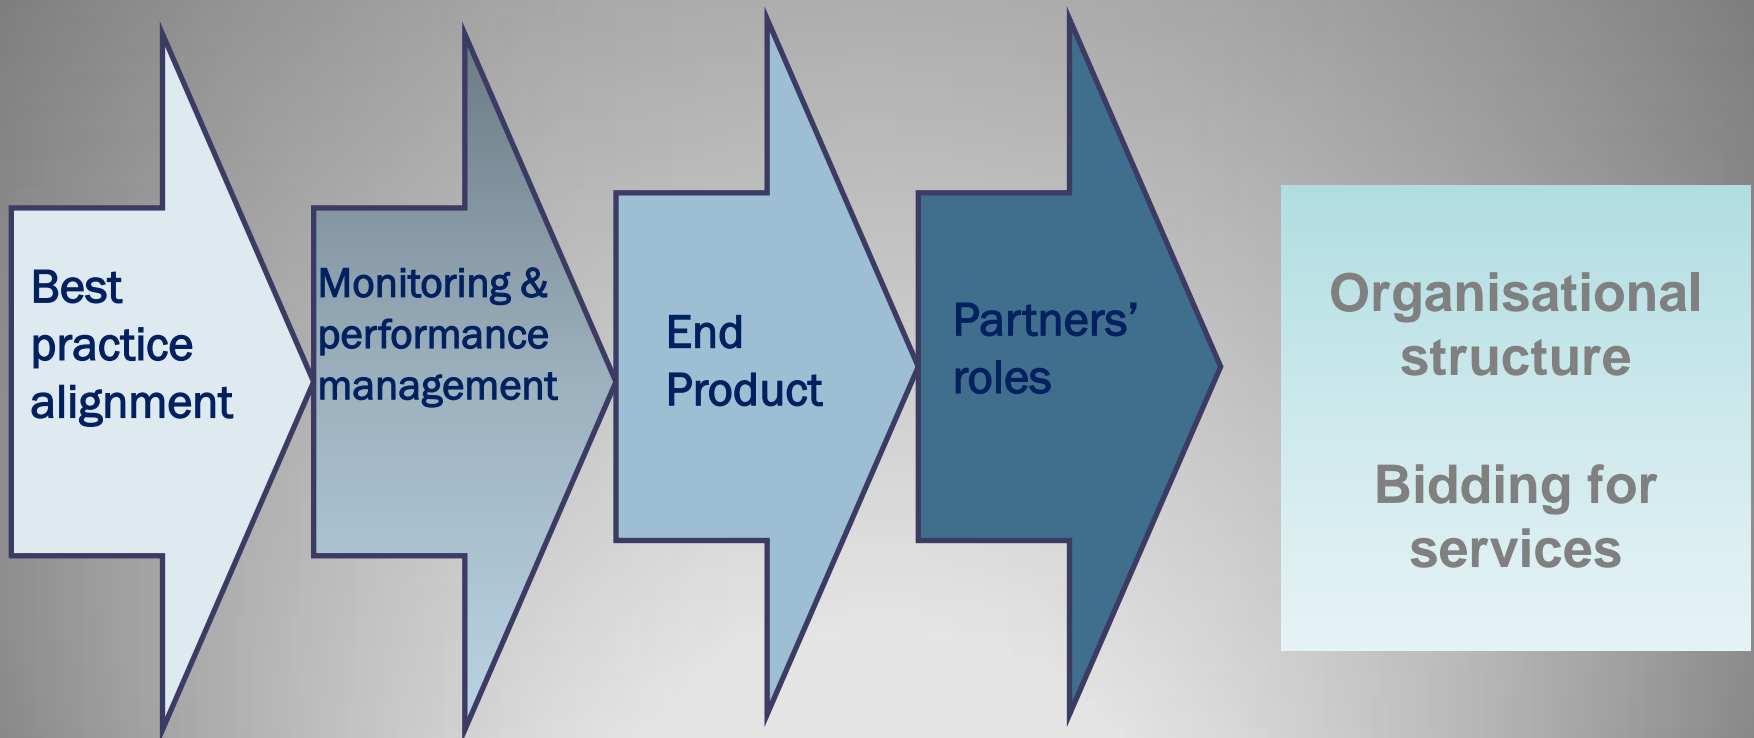 Best
practice
alignment
Monitoring &
performance
management
End
Product
Partners’
roles
Organisational
structure
Bidding for
services